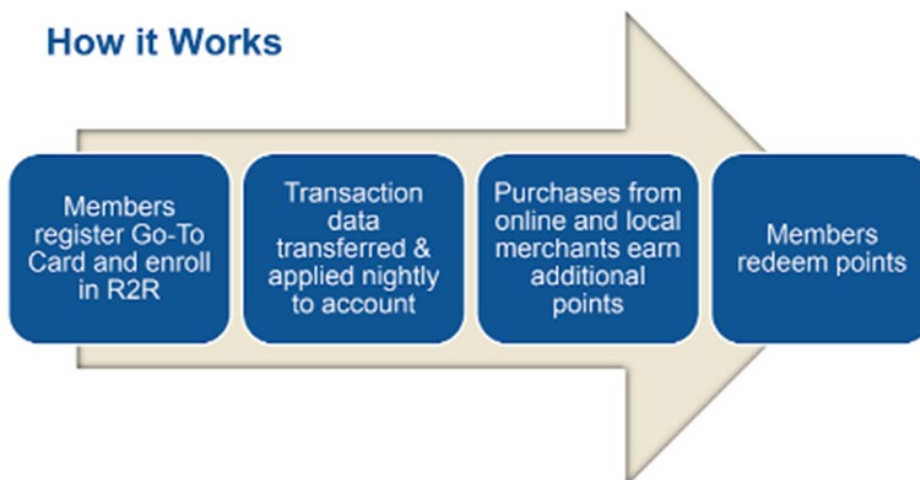 How it Works
Members
register Go-To
Card and enroll
in R2R
Transaction
data
transferred &
applied nightly
to account
Purchases from
online and local
merchants earn
additional
points
Members
redeem points